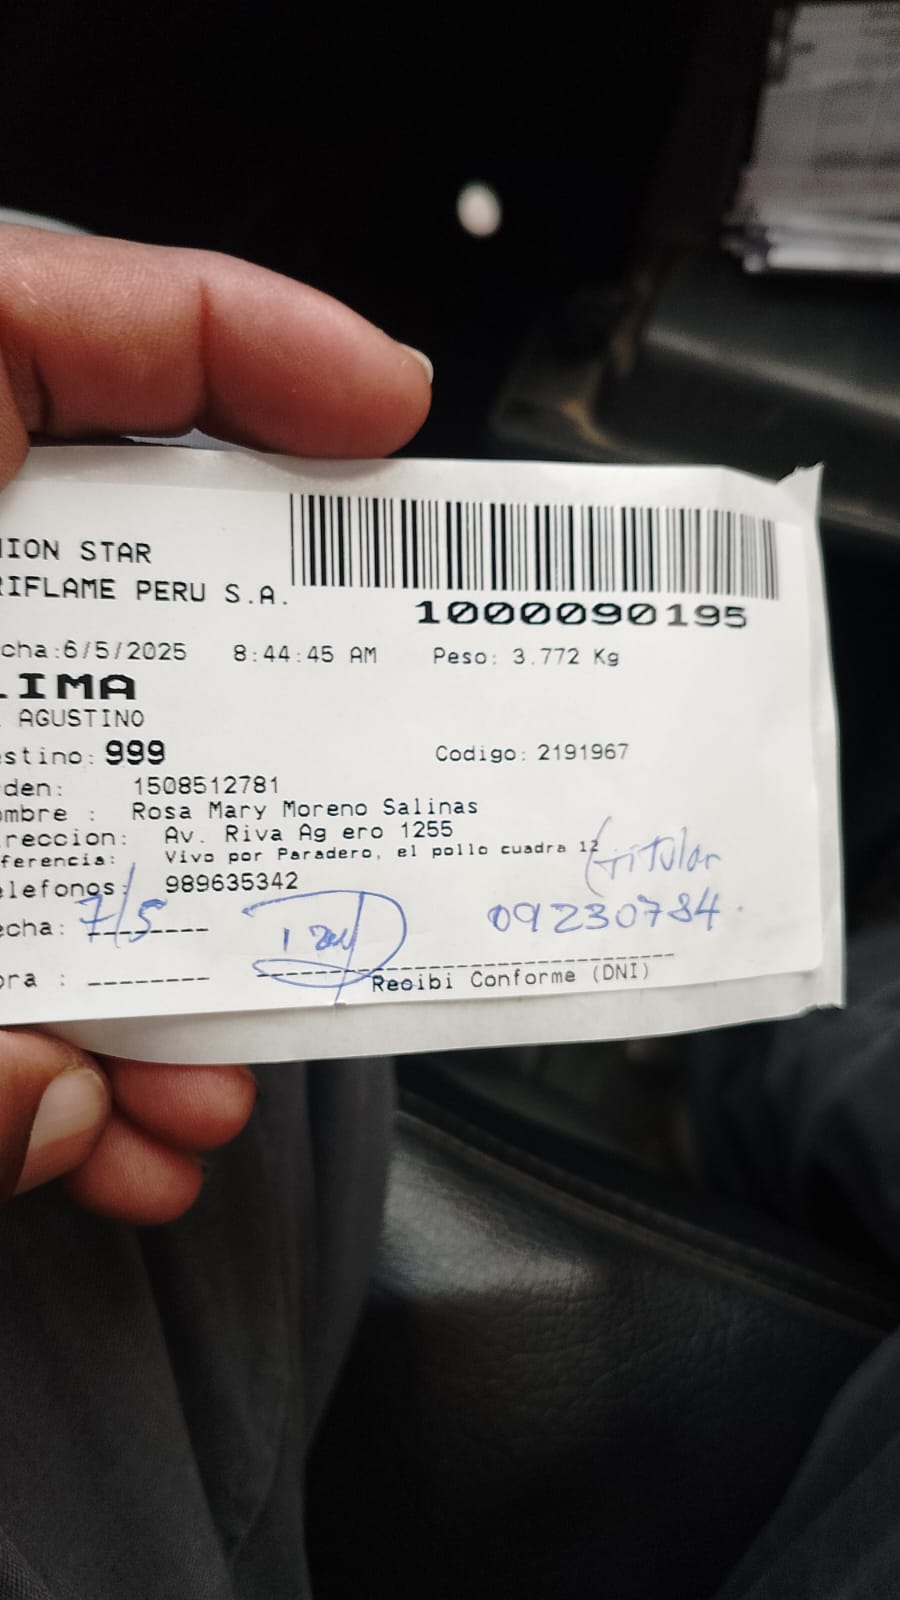 ION STAR
RIFLAME PERU S.A.
1000090195
cha:6/5/2025 8:44:45 AM Peso: 3.772 Kg
LIMA
AGUSTINO
stino: 999 Codigo: 2191967
den: 1508512781
ombre : Rosa Mary Moreno Salinas
reccion: Av. Riva Ag ero 1255
ferencia: Vivo por Paradero, el pollo cuadra 12
(titular
elefonos: 989635342
echa: 7/5
09230784.
ora : Recibi Conforme (DNI)